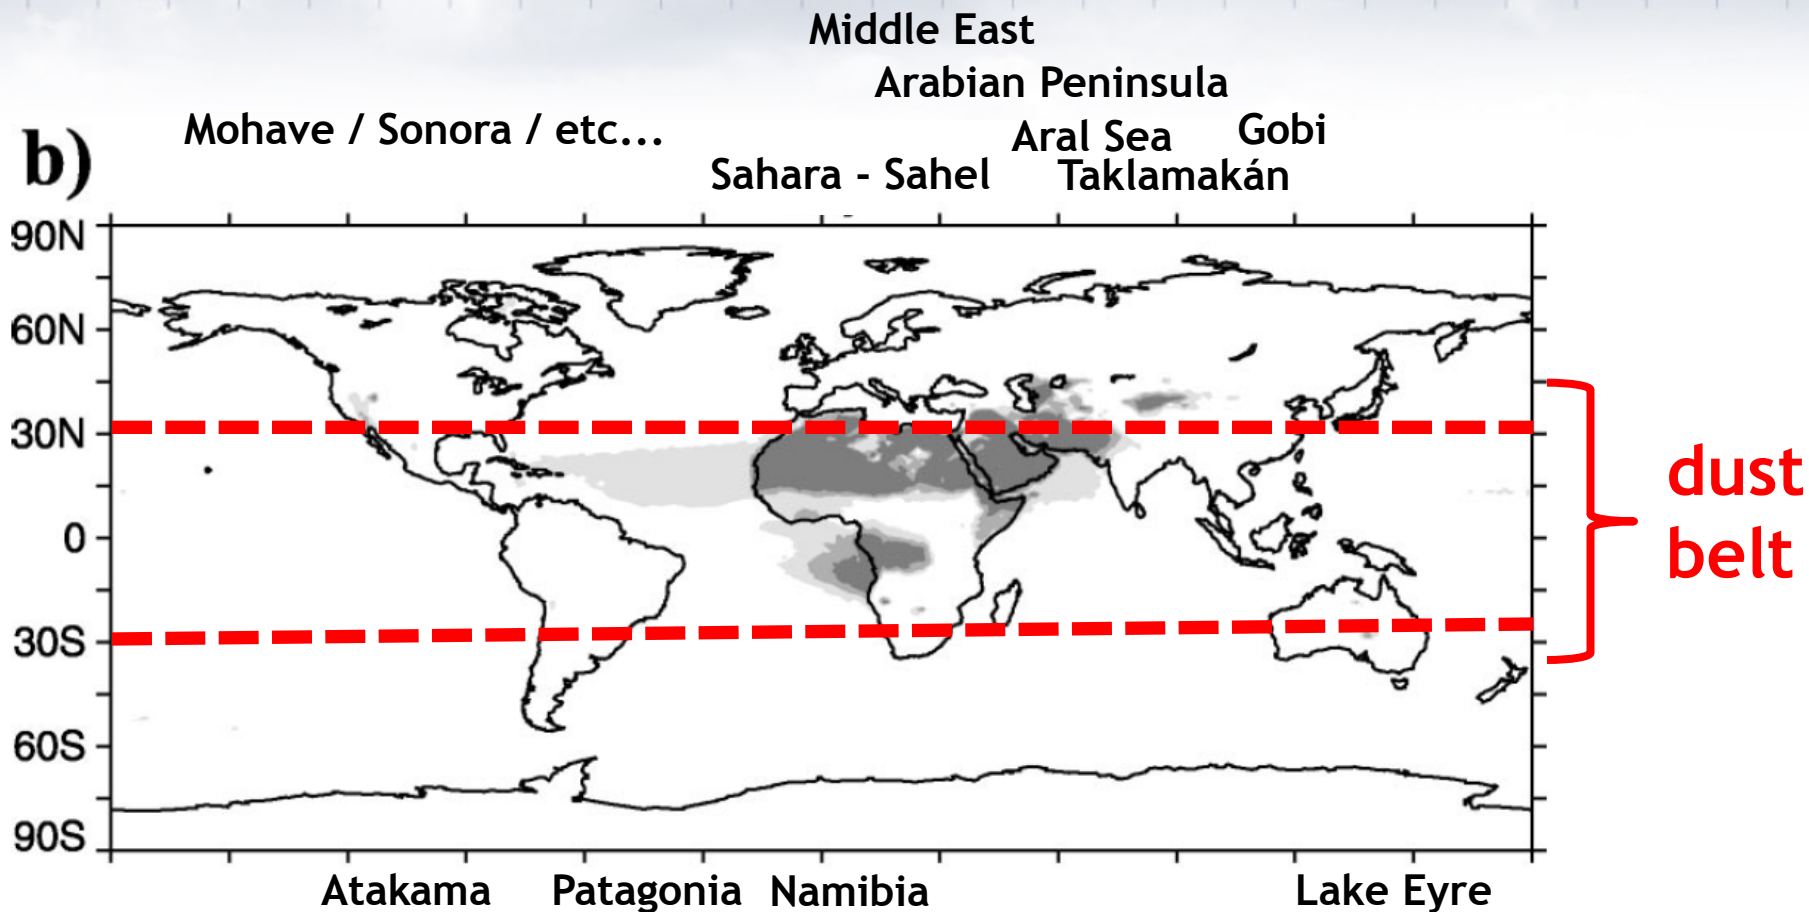 Middle East
Arabian Peninsula
Mohave / Sonora / etc...
Aral Sea
Gobi
b)
Sahara - Sahel
Taklamakán
90N
60N
30N
0
30S
60S
90S
dust
belt
Atakama
Patagonia
Namibia
Lake Eyre